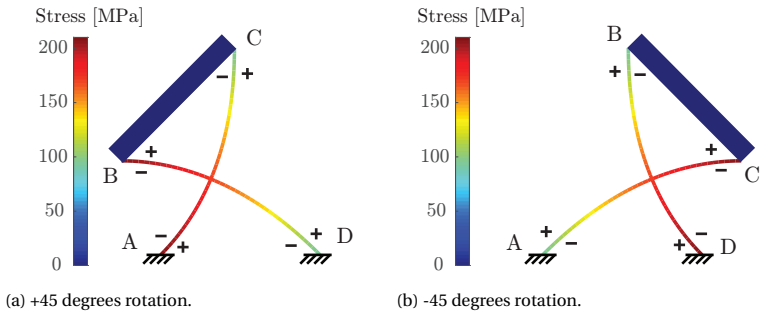 Stress [MPa]
200
150
100
50
0
C
B
A
D
+
−
+
−
−
+
+
−
(a) +45 degrees rotation.
Stress [MPa]
200
150
100
50
0
B
C
A
D
+
−
+
−
+
−
−
+
(b) -45 degrees rotation.